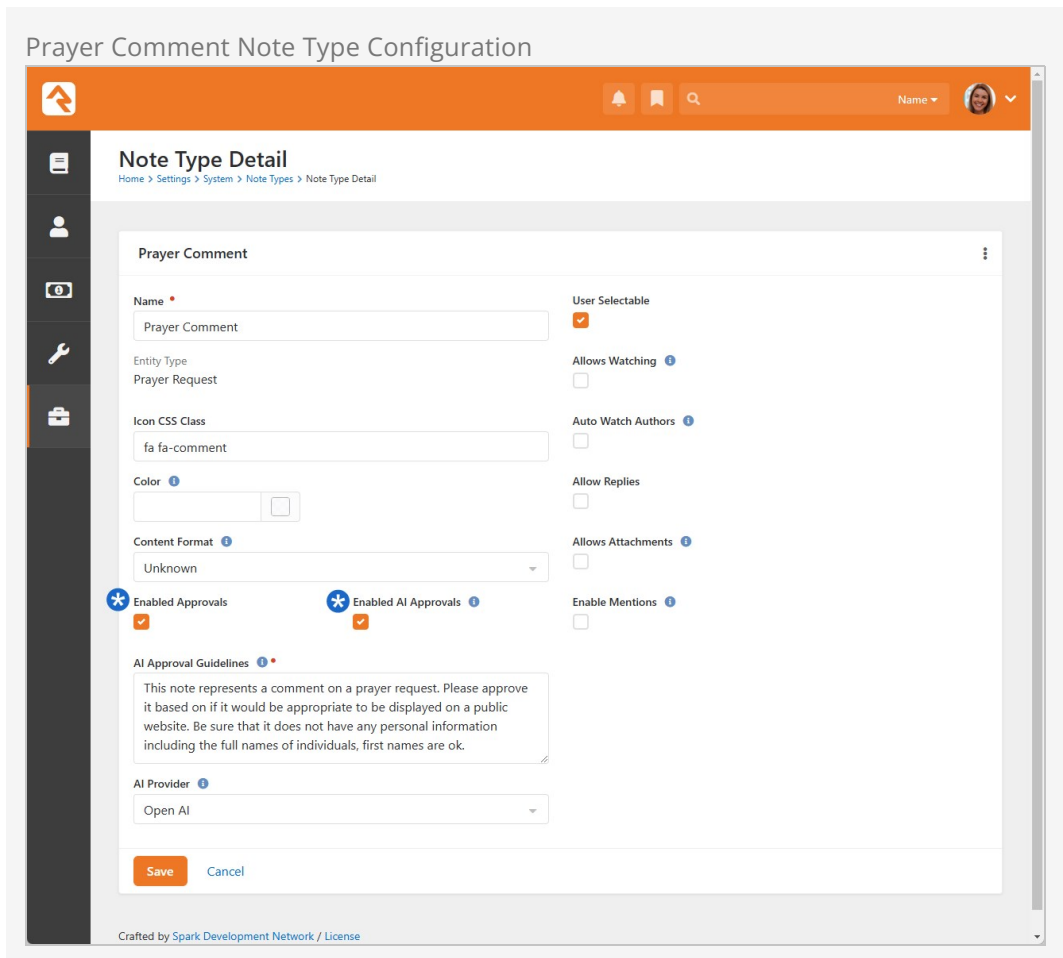 Prayer Comment Note Type Configuration
Name
Note Type Detail
Home > Settings > System > Note Types > Note Type Detail
Prayer Comment
Name
Prayer Comment
Entity Type
Prayer Request
Icon CSS Class
fa fa-comment
Color
Content Format
Unknown
Enabled Approvals
Enabled AI Approvals
AI Approval Guidelines
This note represents a comment on a prayer request. Please approve
it based on if it would be appropriate to be displayed on a public
website. Be sure that it does not have any personal information
including the full names of individuals, first names are ok.
AI Provider
Open AI
User Selectable
Allows Watching
Auto Watch Authors
Allow Replies
Allows Attachments
Enable Mentions
Save Cancel
Crafted by Spark Development Network / License